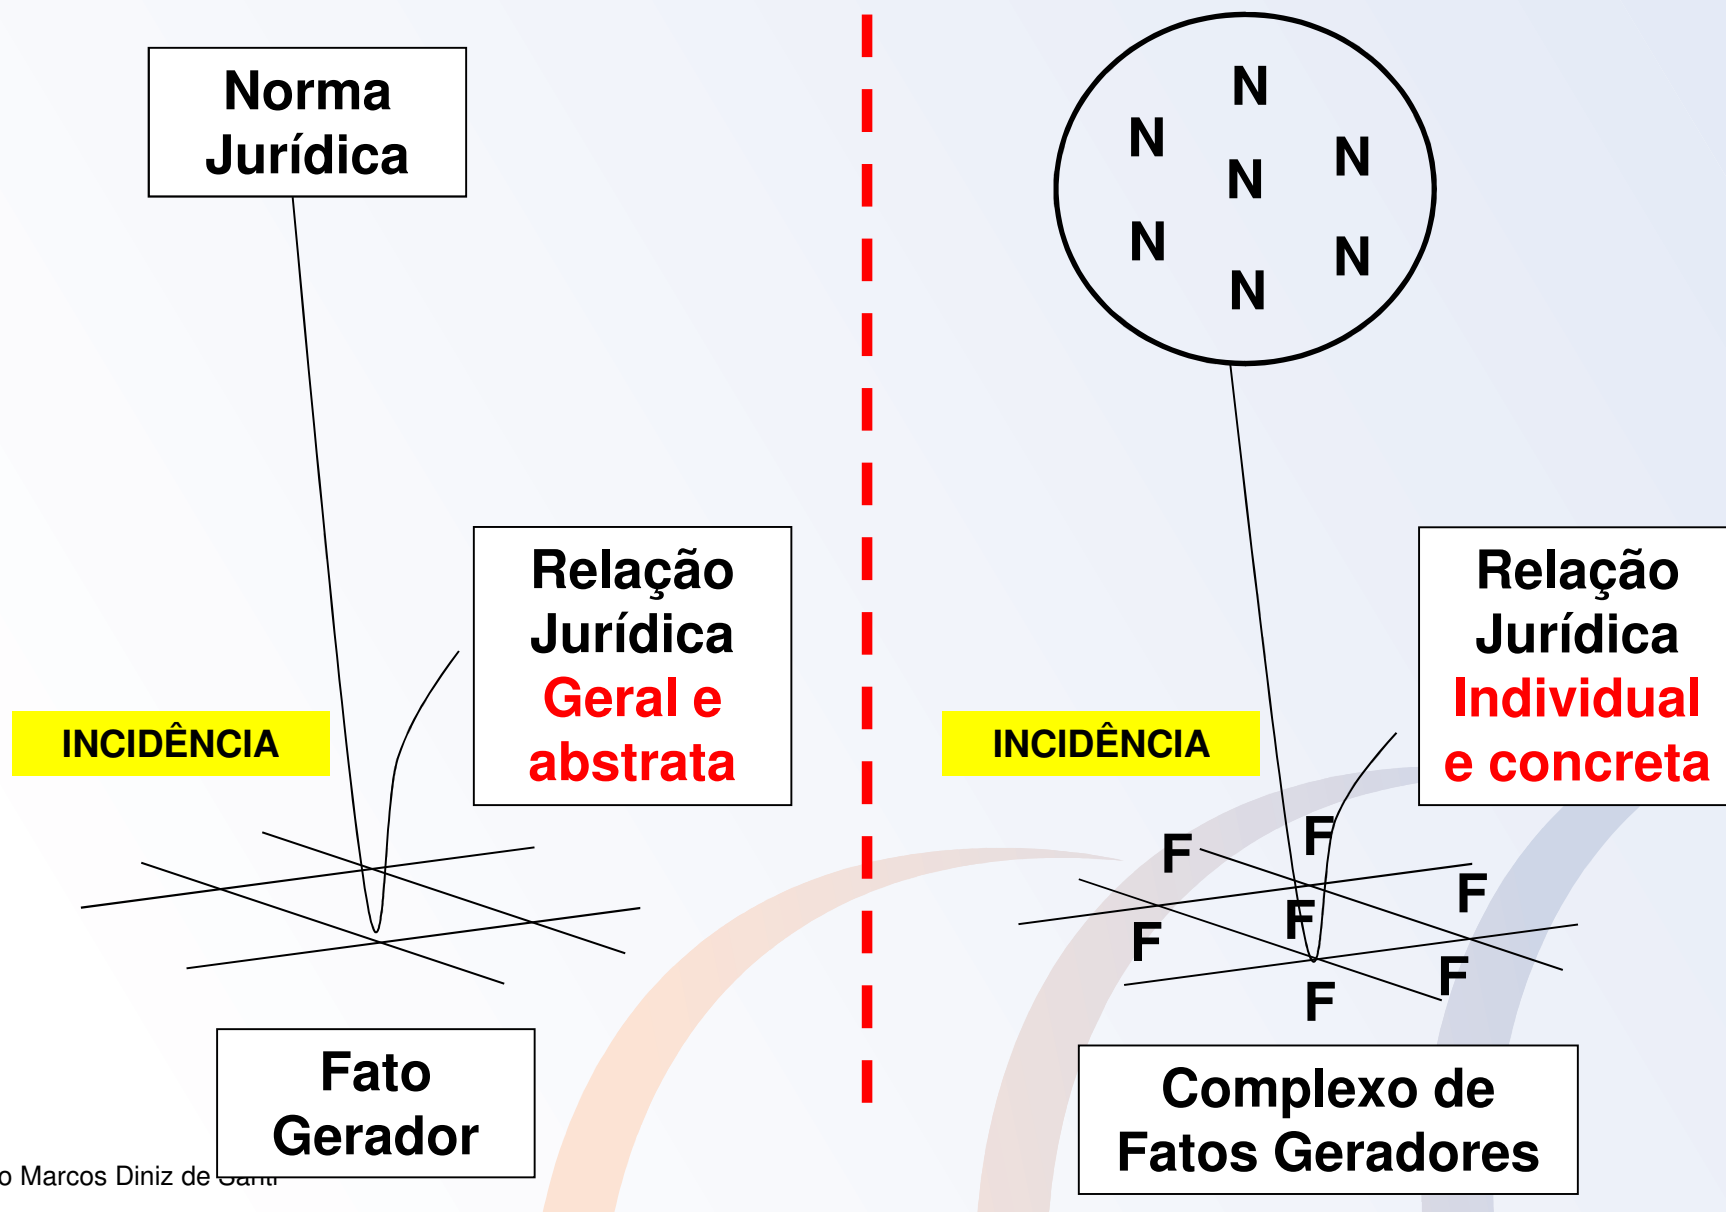 Norma
Jurídica
Relação
Jurídica
Geral e
abstrata
INCIDÊNCIA
Fato
Gerador
o Marcos Diniz de Santi
N
N
N
N
N
N
N
Relação
Jurídica
Individual
e concreta
INCIDÊNCIA
F
F
F
F
F
F
F
Complexo de
Fatos Geradores